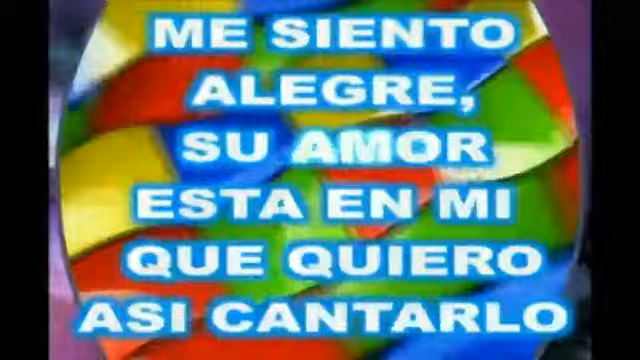 ME SIENTO
ALEGRE,
SU AMOR
ESTA EN MI
QUE QUIERO
ASI CANTARLO